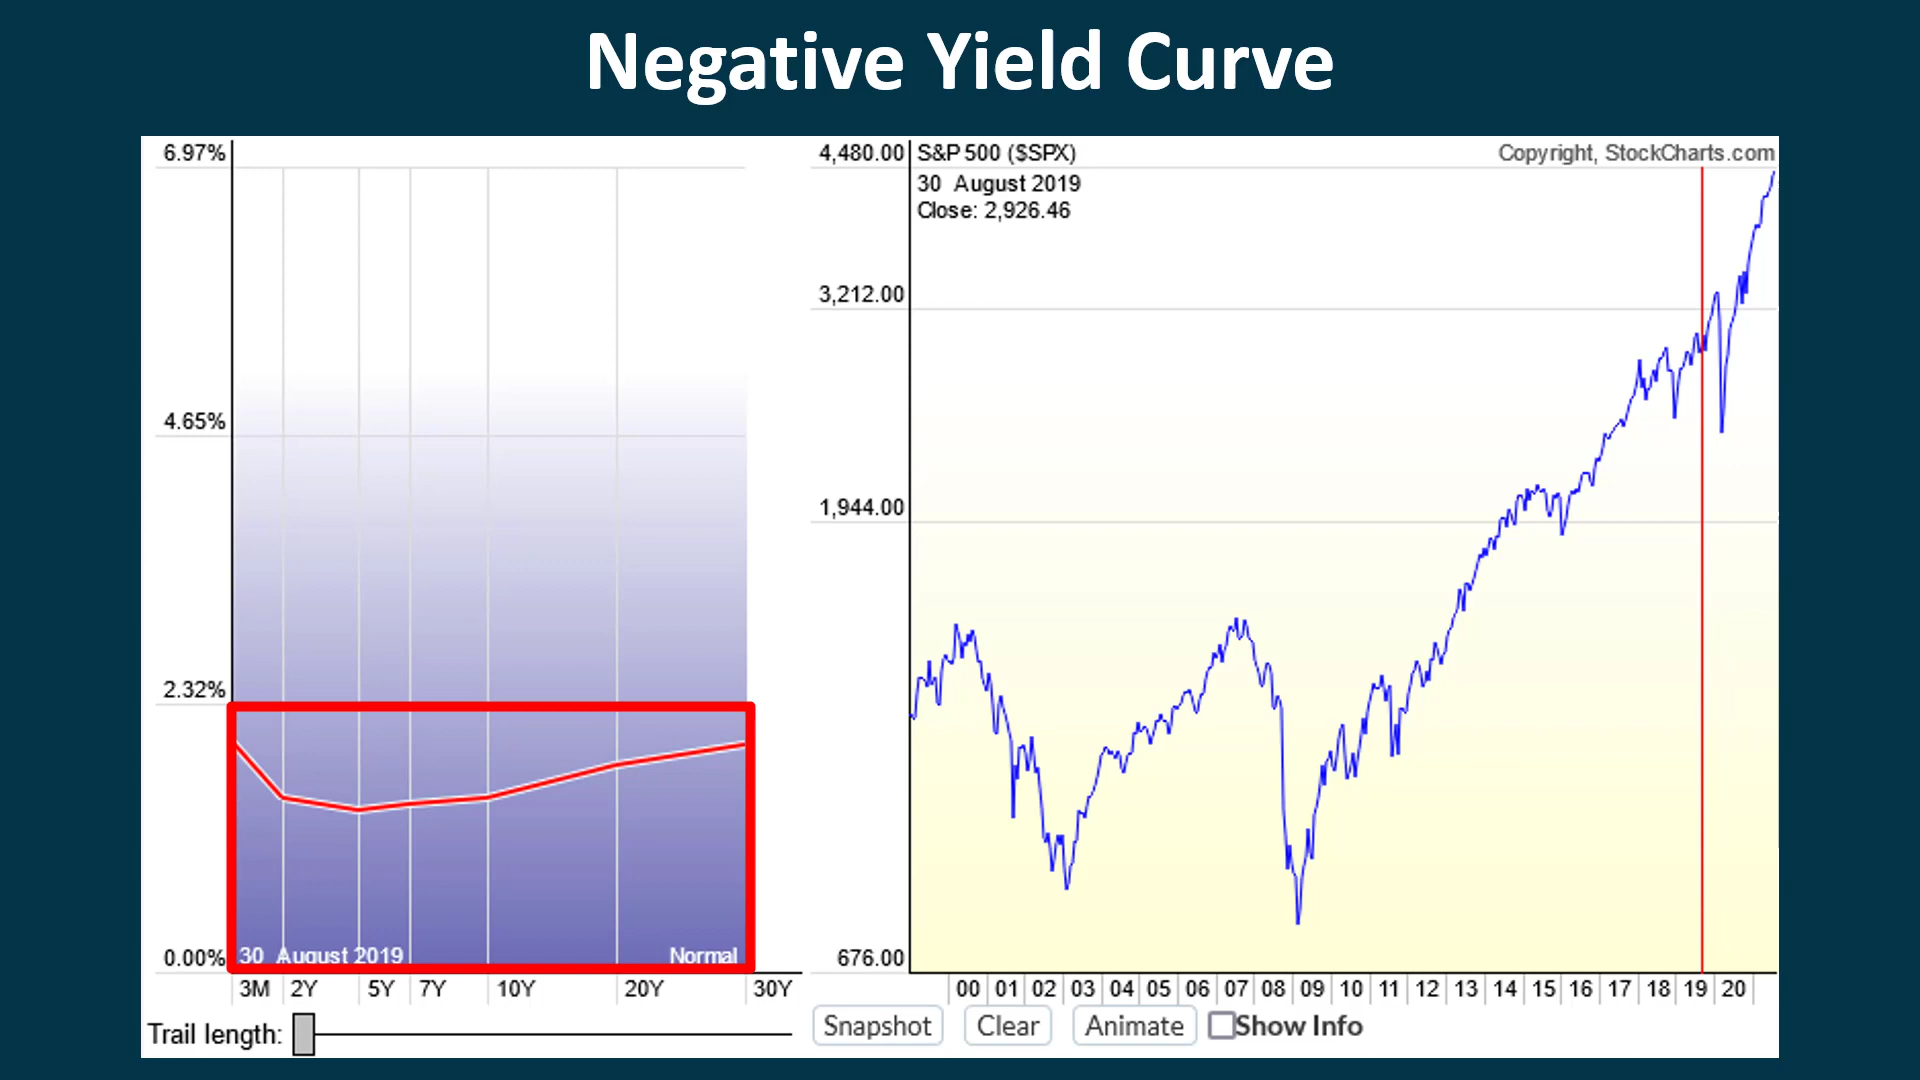 Negative Yield Curve
6.97%
4.65%
2.32%
0.00%
30 August 2019
Normal
3M 2Y 5Y 7Y 10Y 20Y 30Y
Trail length:
4,480.00
3,212.00
1,944.00
676.00
S&P 500 ($SPX)
Copyright, StockCharts.com
30 August 2019
Close: 2,926.46
00 01 02 03 04 05 06 07 08 09 10 11 12 13 14 15 16 17 18 19 20
Snapshot Clear Animate Show Info